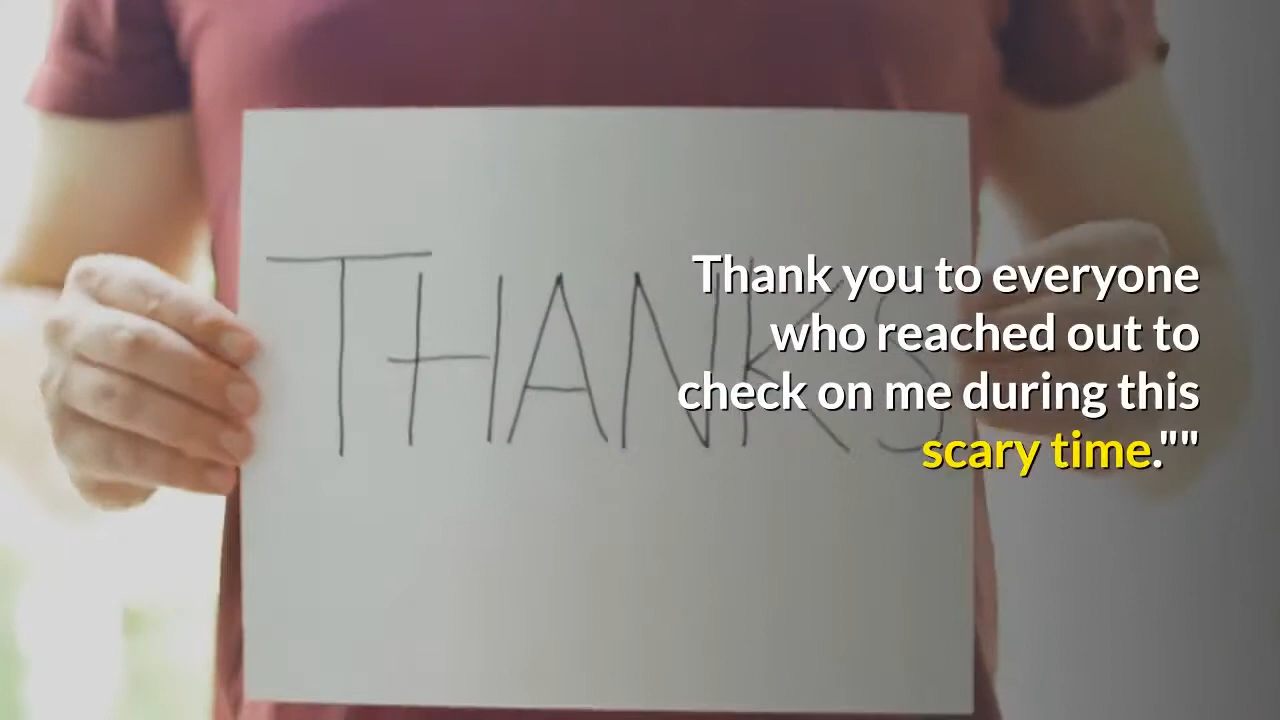 THANKS
Thank you to everyone
who reached out to
check on me during this
scary time.""